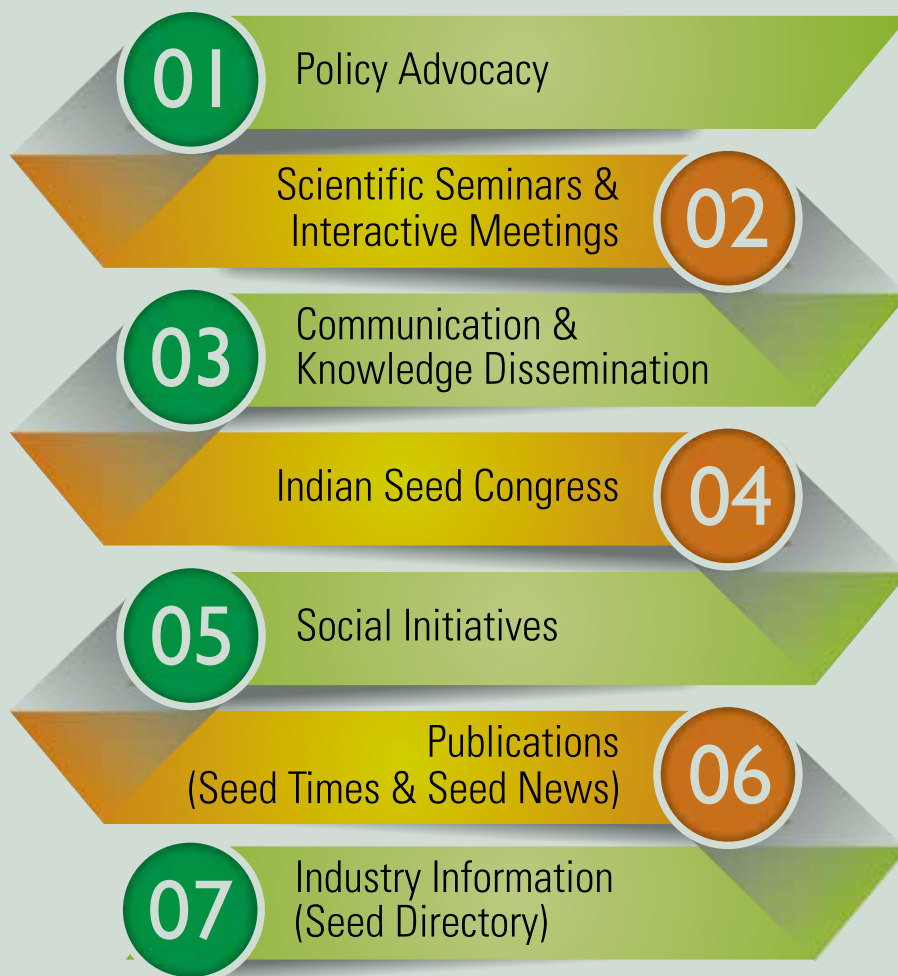 01
Policy Advocacy
Scientific Seminars &
Interactive Meetings
02
03
Communication &
Knowledge Dissemination
Indian Seed Congress
04
05
Social Initiatives
Publications
(Seed Times & Seed News)
06
07
Industry Information
(Seed Directory)